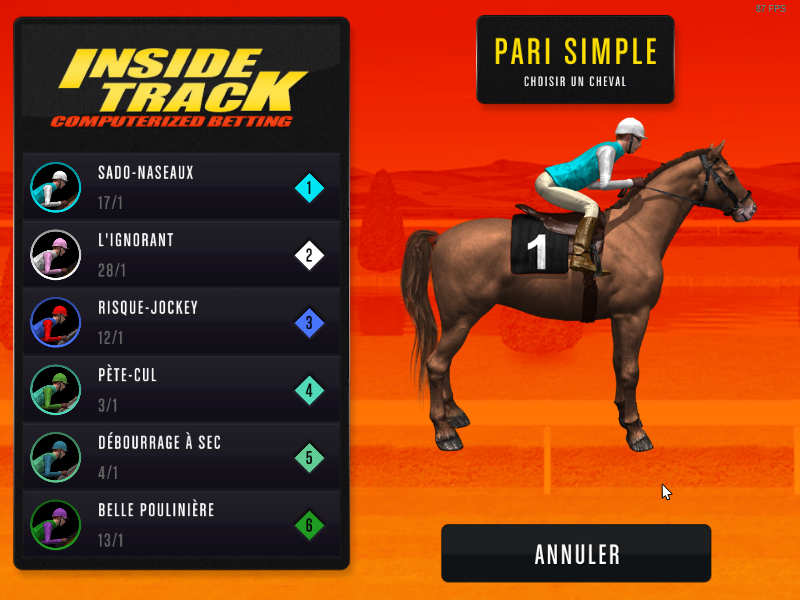 37 FPS
INSIDE
TRACK
COMPUTERIZED BETTING
PARI SIMPLE
CHOISIR UN CHEVAL
SADO-NASEAUX
17/1
1
L'IGNORANT
28/1
2
RISQUE-JOCKEY
12/1
3
PÈTE-CUL
3/1
4
DÉBOURRAGE À SEC
4/1
5
BELLE POULINIÈRE
13/1
6
1
ANNULER